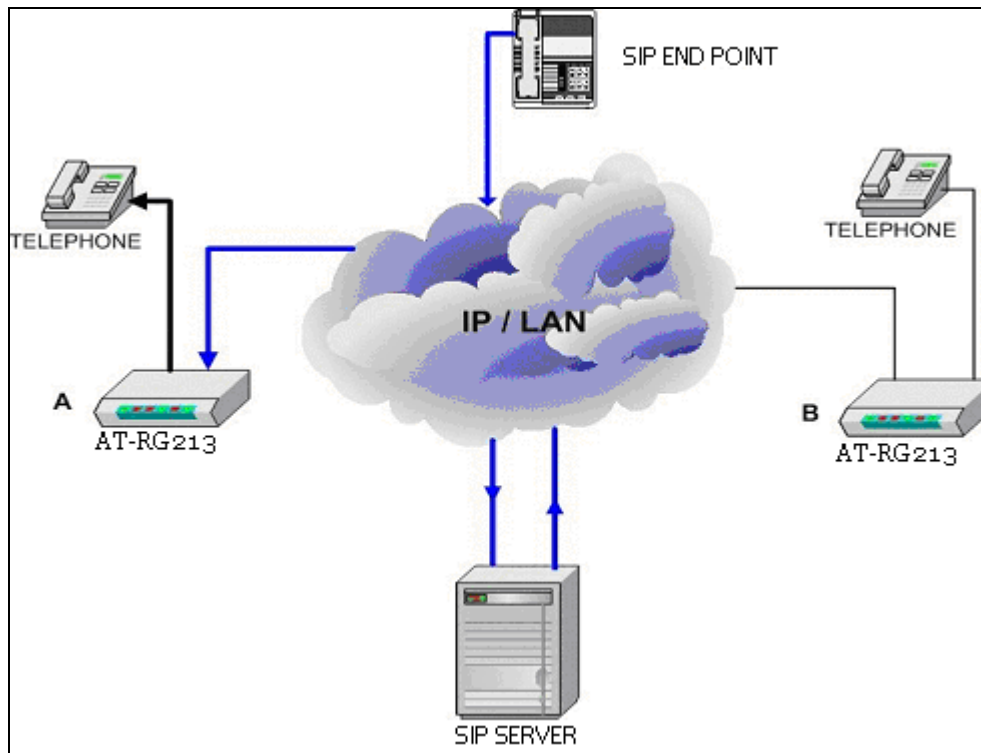 SIP END POINT
TELEPHONE
TELEPHONE
IP / LAN
A
B
AT-RG213
AT-RG213
SIP SERVER